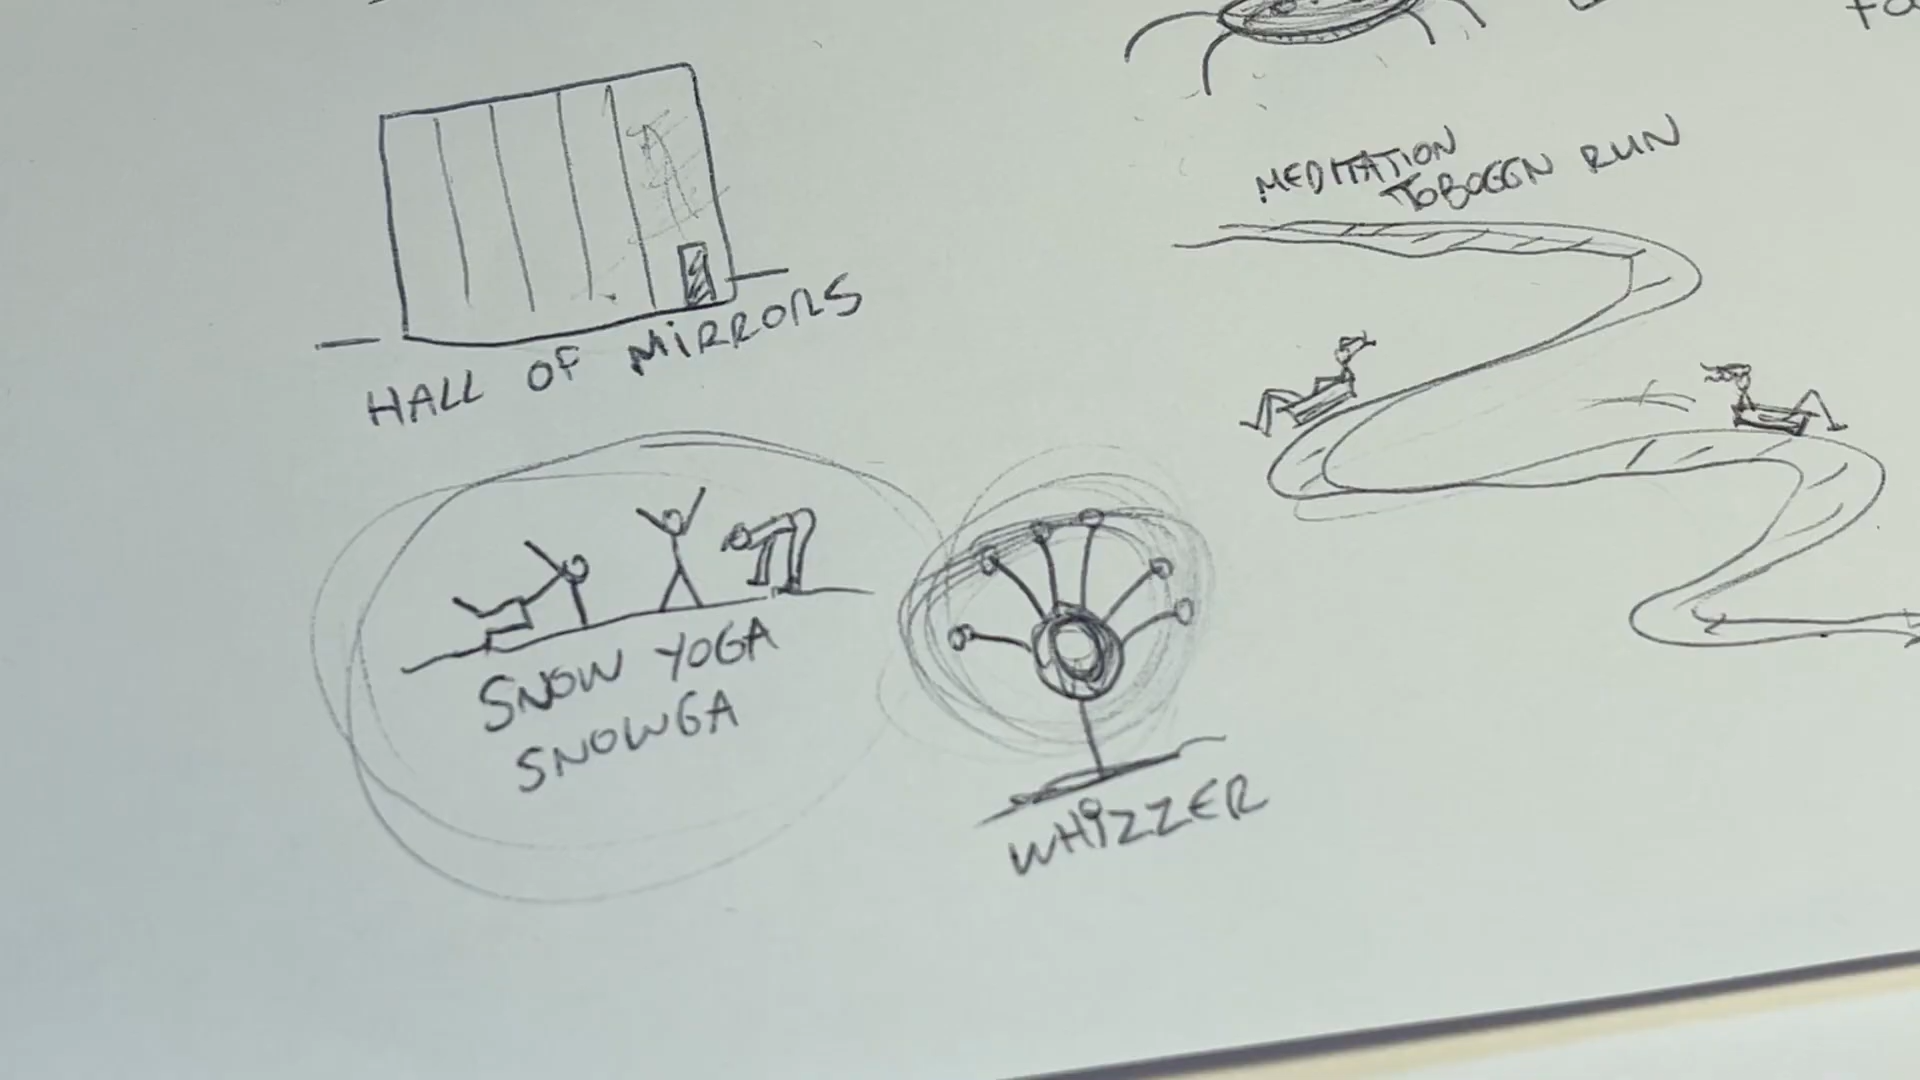 HALL OF MIRRORS
MEDITATION
TOBOGGN RUN
SNOW YOGA
SNOWGA
WHIZZER